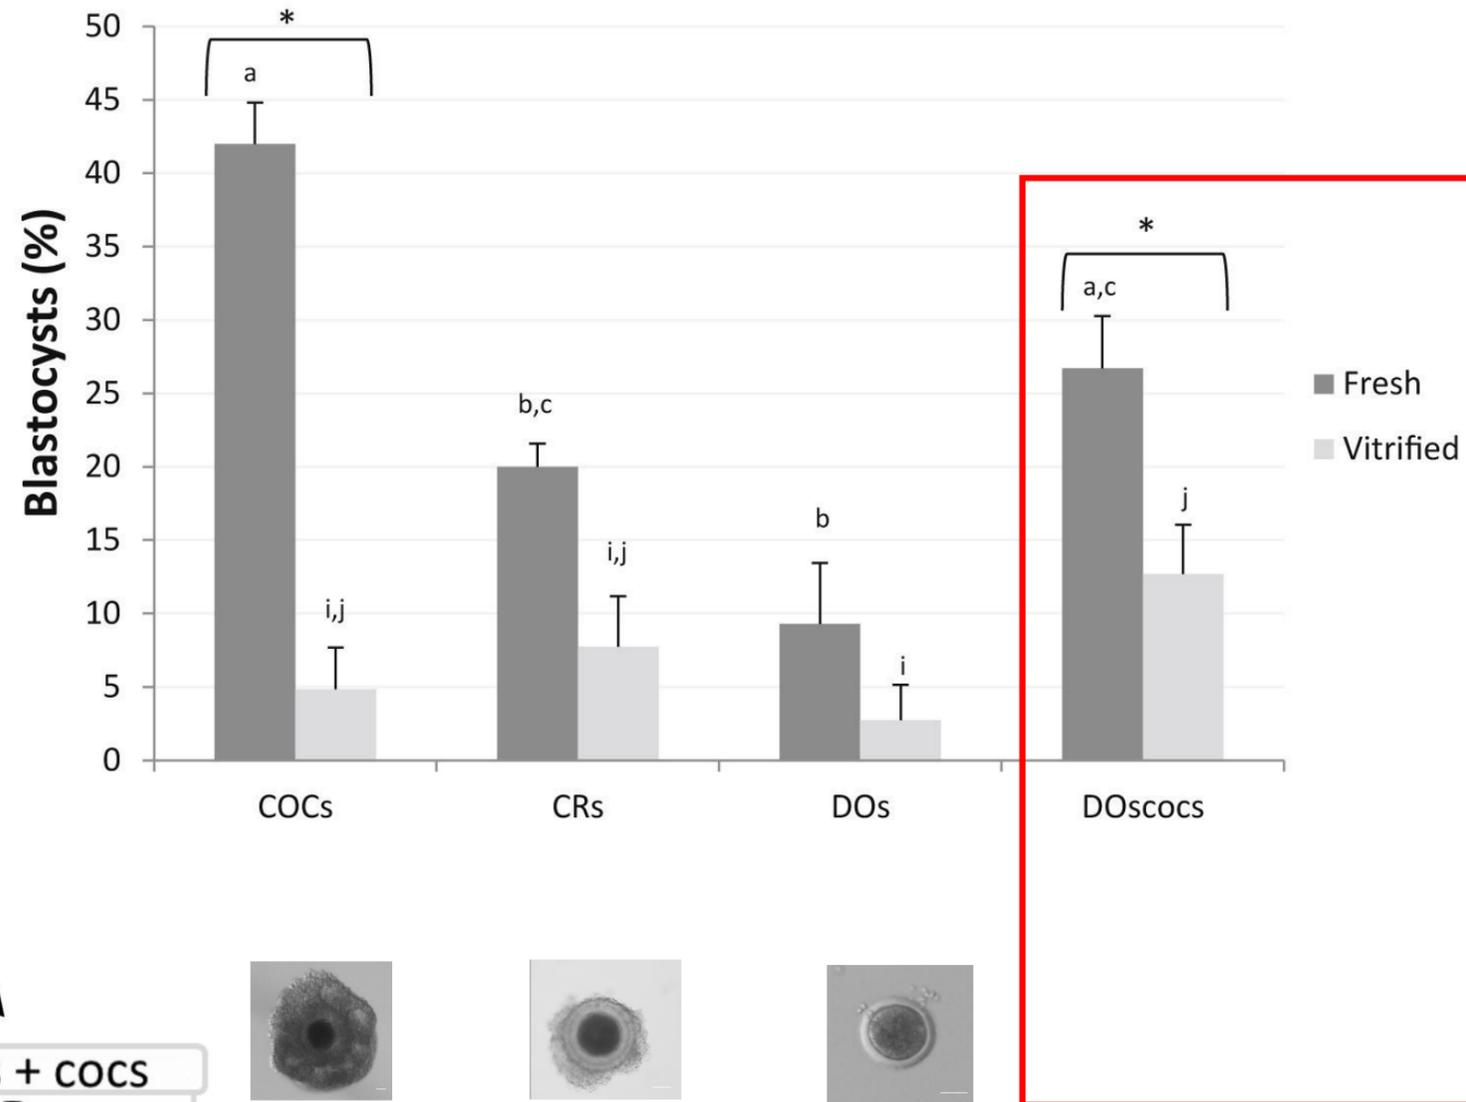 50
*
a
45
40
35
*
a,c
30
25
b,c
Fresh
Vitrified
20
j
b
15
i,j
i,j
10
i
5
0
Blastocysts (%)
COCs
CRs
DOs
DOscocs
+ cocs